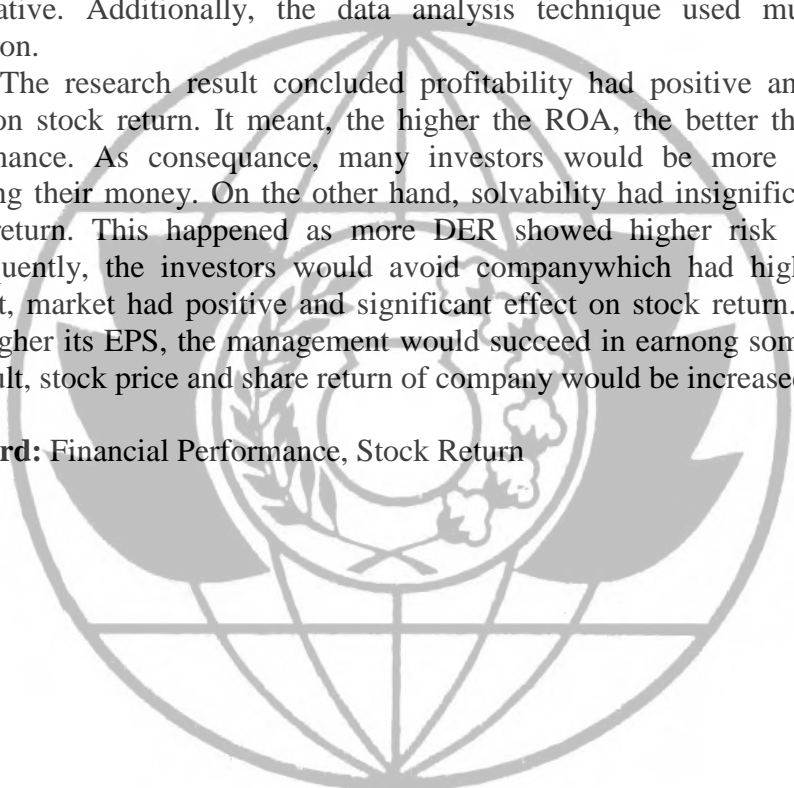 ative. Additionally, the data analysis technique used mu
on.
The research result concluded profitability had positive an
on stock return. It meant, the higher the ROA, the better th
nance. As consequance, many investors would be more
ng their money. On the other hand, solvability had insignific
return. This happened as more DER showed higher risk
quently, the investors would avoid companywhich had hig
t, market had positive and significant effect on stock return.
gher its EPS, the management would succeed in earnong som
ult, stock price and share return of company would be increase
rd: Financial Performance, Stock Return